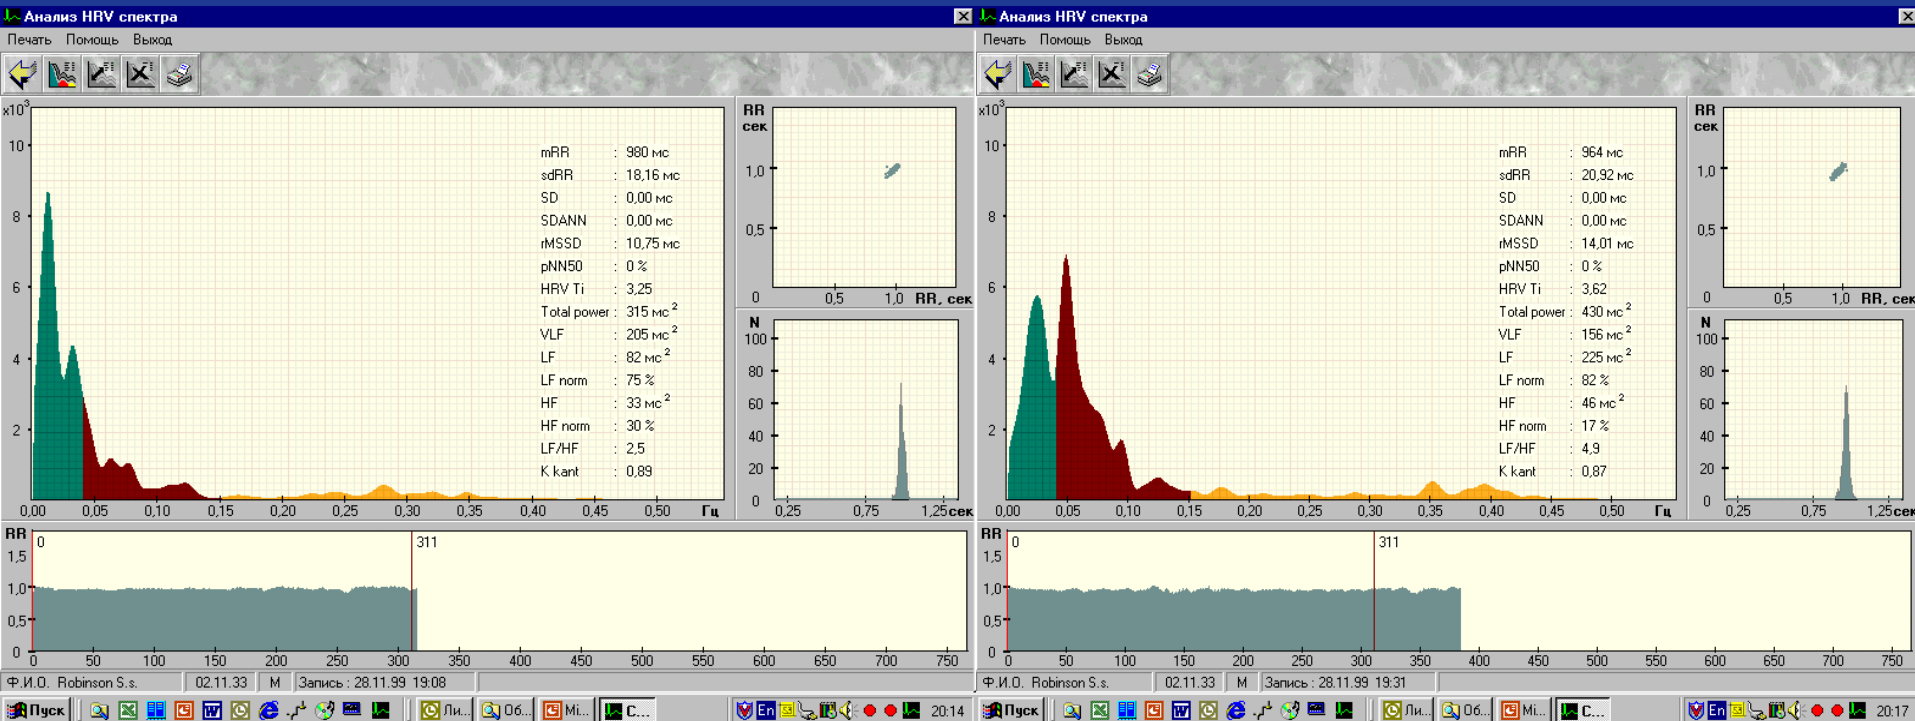 Анализ HRV спектра
Печать Помощь Выход
x10³
10
8
6
4
2
0,00 0,05 0,10 0,15 0,20 0,25 0,30 0,35 0,40 0,45 0,50 Гц
mRR : 980 мс
sdRR : 18,16 мс
SD : 0,00 мс
SDANN : 0,00 мс
rMSSD : 10,75 мс
pNN50 : 0 %
HRV Ti : 3,25
Total power : 315 мс²
VLF : 205 мс²
LF : 82 мс²
LF norm : 75 %
HF : 33 мс²
HF norm : 30 %
LF/HF : 2,5
K kant : 0,89
RR
сек
1,0
0,5
0 0,5 1,0 RR, сек
N
100
80
60
40
20
0
0,25 0,75 1,25сек
RR
0 311
1,5
1,0
0,5
0
0 50 100 150 200 250 300 350 400 450 500 550 600 650 700 750
Ф.И.О. Robinson S.s. 02.11.33 М Запись : 28.11.99 19:08
Пуск Ли... Об... Mi... C... En 20:14
Анализ HRV спектра
Печать Помощь Выход
x10³
10
8
6
4
2
0,00 0,05 0,10 0,15 0,20 0,25 0,30 0,35 0,40 0,45 0,50 Гц
mRR : 964 мс
sdRR : 20,92 мс
SD : 0,00 мс
SDANN : 0,00 мс
rMSSD : 14,01 мс
pNN50 : 0 %
HRV Ti : 3,62
Total power : 430 мс²
VLF : 156 мс²
LF : 225 мс²
LF norm : 82 %
HF : 46 мс²
HF norm : 17 %
LF/HF : 4,9
K kant : 0,87
RR
сек
1,0
0,5
0 0,5 1,0 RR, сек
N
100
80
60
40
20
0
0,25 0,75 1,25сек
RR
0 311
1,5
1,0
0,5
0
0 50 100 150 200 250 300 350 400 450 500 550 600 650 700 750
Ф.И.О. Robinson S.s. 02.11.33 М Запись : 28.11.99 19:31
Пуск Ли... Об... Mi... C... En 20:17